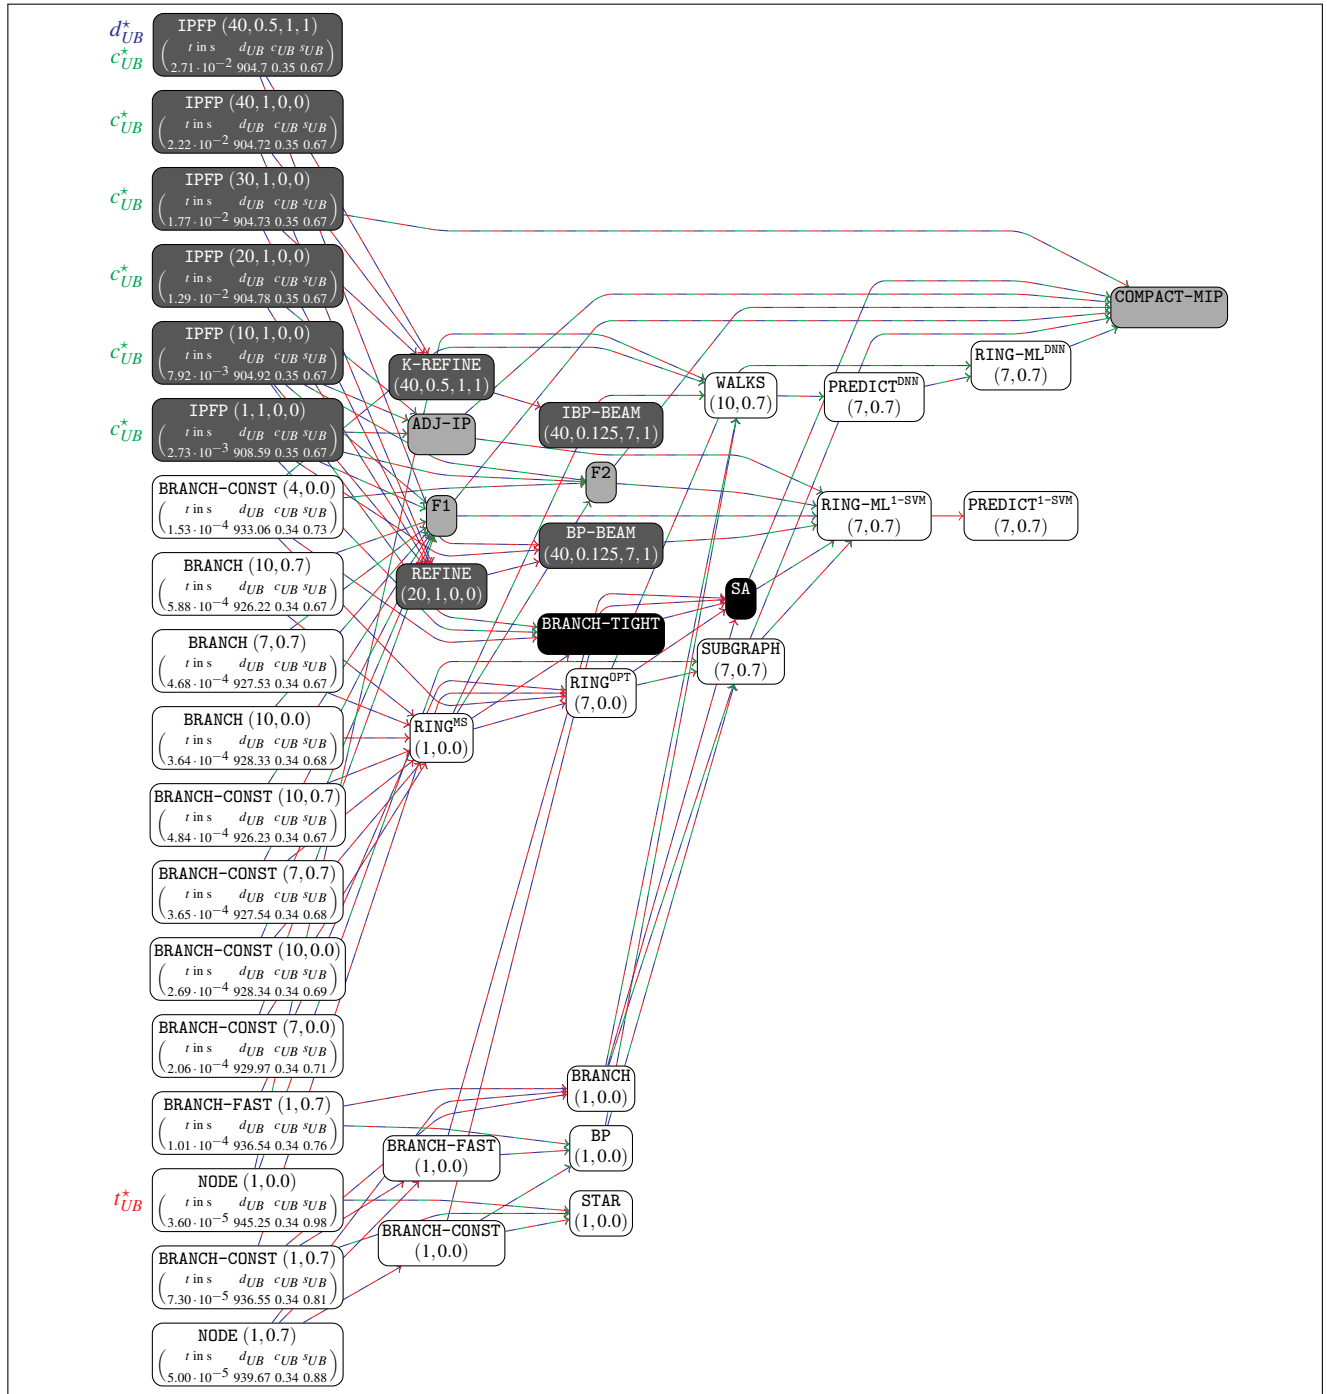 d⋆UB
c⋆UB
IPFP (40,0.5,1,1)
t in s dUB cUB sUB
2.71·10−2 904.7 0.35 0.67
c⋆UB
IPFP (40,1,0,0)
t in s dUB cUB sUB
2.22·10−2 904.72 0.35 0.67
c⋆UB
IPFP (30,1,0,0)
t in s dUB cUB sUB
1.77·10−2 904.73 0.35 0.67
c⋆UB
IPFP (20,1,0,0)
t in s dUB cUB sUB
1.29·10−2 904.78 0.35 0.67
c⋆UB
IPFP (10,1,0,0)
t in s dUB cUB sUB
7.92·10−3 904.92 0.35 0.67
c⋆UB
IPFP (1,1,0,0)
t in s dUB cUB sUB
2.73·10−3 908.59 0.35 0.67
BRANCH-CONST (4,0.0)
t in s dUB cUB sUB
1.53·10−4 933.06 0.34 0.73
BRANCH (10,0.7)
t in s dUB cUB sUB
5.88·10−4 926.22 0.34 0.67
BRANCH (7,0.7)
t in s dUB cUB sUB
4.68·10−4 927.53 0.34 0.67
BRANCH (10,0.0)
t in s dUB cUB sUB
3.64·10−4 928.33 0.34 0.68
BRANCH-CONST (10,0.7)
t in s dUB cUB sUB
4.84·10−4 926.23 0.34 0.67
BRANCH-CONST (7,0.7)
t in s dUB cUB sUB
3.65·10−4 927.54 0.34 0.68
BRANCH-CONST (10,0.0)
t in s dUB cUB sUB
2.69·10−4 928.34 0.34 0.69
BRANCH-CONST (7,0.0)
t in s dUB cUB sUB
2.06·10−4 929.97 0.34 0.71
BRANCH-FAST (1,0.7)
t in s dUB cUB sUB
1.01·10−4 936.54 0.34 0.76
t⋆UB
NODE (1,0.0)
t in s dUB cUB sUB
3.60·10−5 945.25 0.34 0.98
BRANCH-CONST (1,0.7)
t in s dUB cUB sUB
7.30·10−5 936.55 0.34 0.81
NODE (1,0.7)
t in s dUB cUB sUB
5.00·10−5 939.67 0.34 0.88
K-REFINE
(40,0.5,1,1)
ADJ-IP
F1
REFINE
(20,1,0,0)
RINGMS
(1,0.0)
BRANCH-FAST
(1,0.0)
BRANCH-CONST
(1,0.0)
IBP-BEAM
(40,0.125,7,1)
F2
BP-BEAM
(40,0.125,7,1)
BRANCH-TIGHT
RINGOPT
(7,0.0)
BRANCH
(1,0.0)
BP
(1,0.0)
STAR
(1,0.0)
WALKS
(10,0.7)
SA
SUBGRAPH
(7,0.7)
PREDICTDNN
(7,0.7)
RING-ML1-SVM
(7,0.7)
RING-MLDNN
(7,0.7)
PREDICT1-SVM
(7,0.7)
COMPACT-MIP